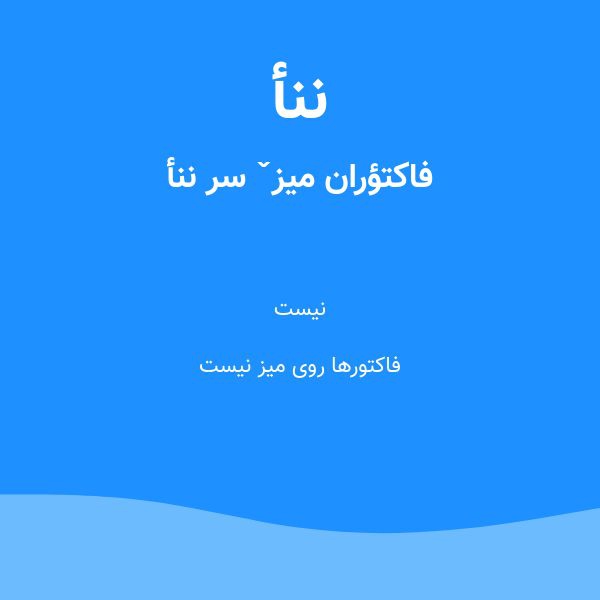 ننأ
فاکتؤران میزˇ سر ننأ
نیست
فاکتورها روی میز نیست